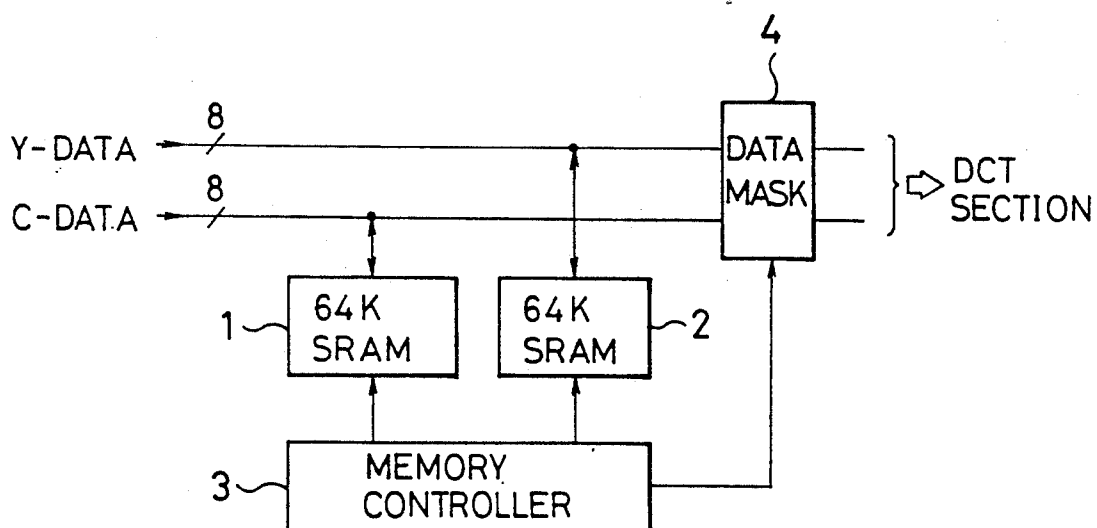 4
8
Y-DATA
DATA
MASK
8
C-DATA
DCT
SECTION
1
64K
SRAM
64K
SRAM
2
3
MEMORY
CONTROLLER